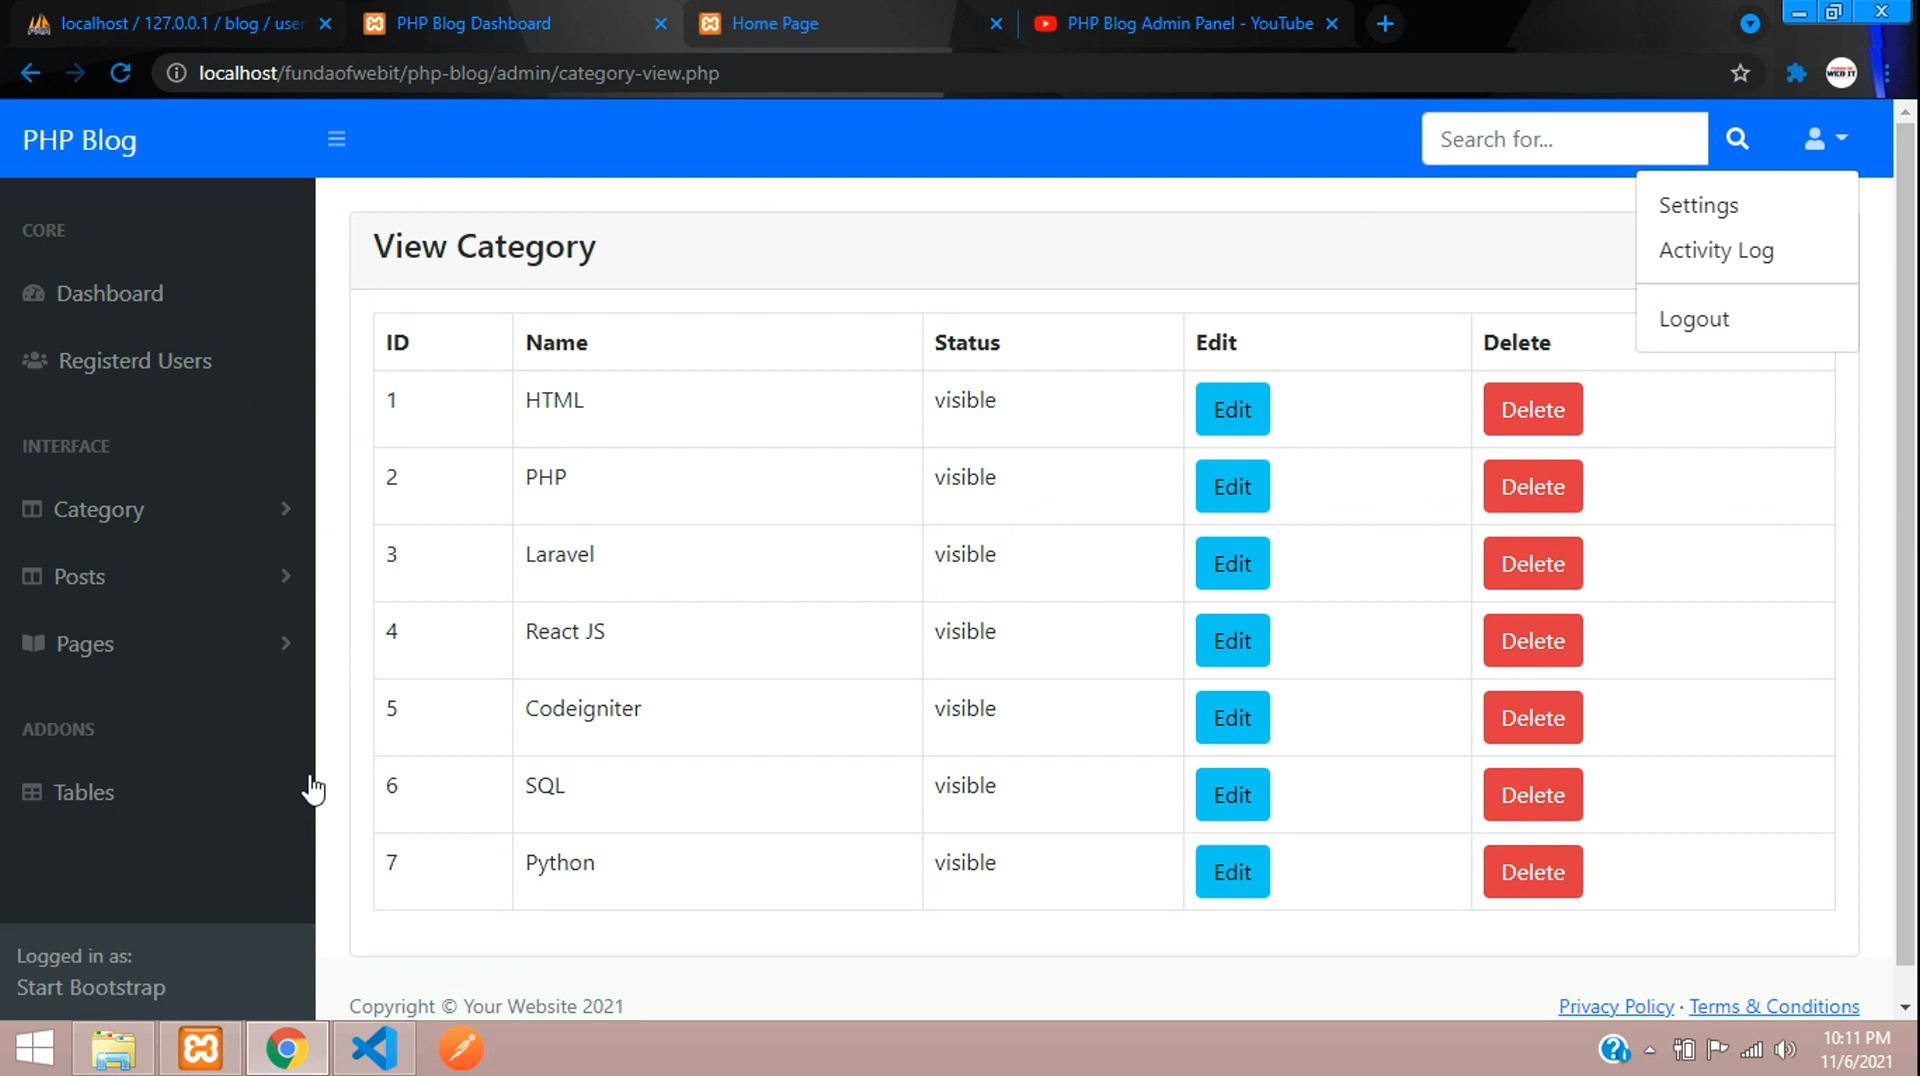 localhost / 127.0.0.1 / blog / user
PHP Blog Dashboard
Home Page
PHP Blog Admin Panel - YouTube
localhost/fundaofwebit/php-blog/admin/category-view.php
PHP Blog
Search for...
Settings
Activity Log
Logout
CORE
Dashboard
Registerd Users
INTERFACE
Category
Posts
Pages
ADDONS
Tables
Logged in as:
Start Bootstrap
View Category
ID Name Status Edit Delete
1 HTML visible Edit Delete
2 PHP visible Edit Delete
3 Laravel visible Edit Delete
4 React JS visible Edit Delete
5 Codeigniter visible Edit Delete
6 SQL visible Edit Delete
7 Python visible Edit Delete
Copyright © Your Website 2021
Privacy Policy · Terms & Conditions
10:11 PM
11/6/2021